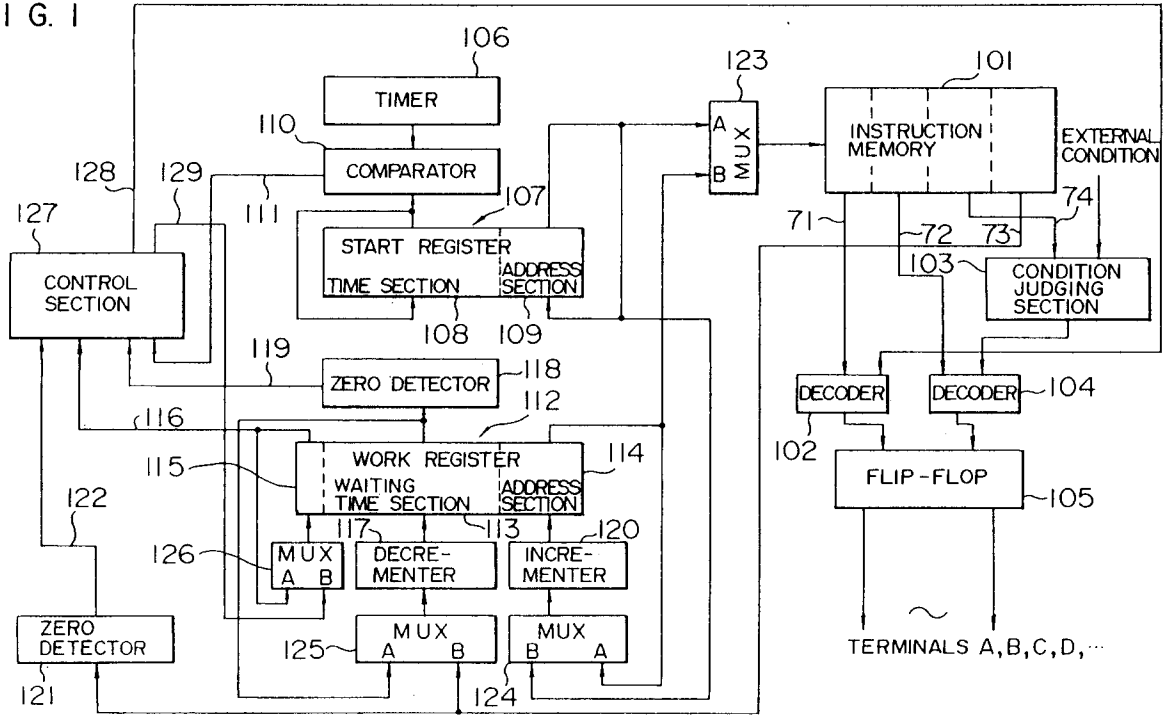 I G. I
106
TIMER
110
COMPARATOR
111
128
129
127
CONTROL
SECTION
107
START REGISTER
TIME SECTION
ADDRESS
SECTION
108
109
123
A
B
MUX
101
INSTRUCTION
MEMORY
EXTERNAL
CONDITION
71
72
73
74
103
CONDITION
JUDGING
SECTION
119
ZERO DETECTOR
118
112
116
115
WORK REGISTER
WAITING
TIME SECTION
ADDRESS
SECTION
114
113
DECODER
102
DECODER
104
FLIP-FLOP
105
122
126
MUX
A B
117
DECRE-
MENTER
120
INCRE-
MENTER
ZERO
DETECTOR
121
125
MUX
A B
124
MUX
B A
~
TERMINALS A, B, C, D, ···